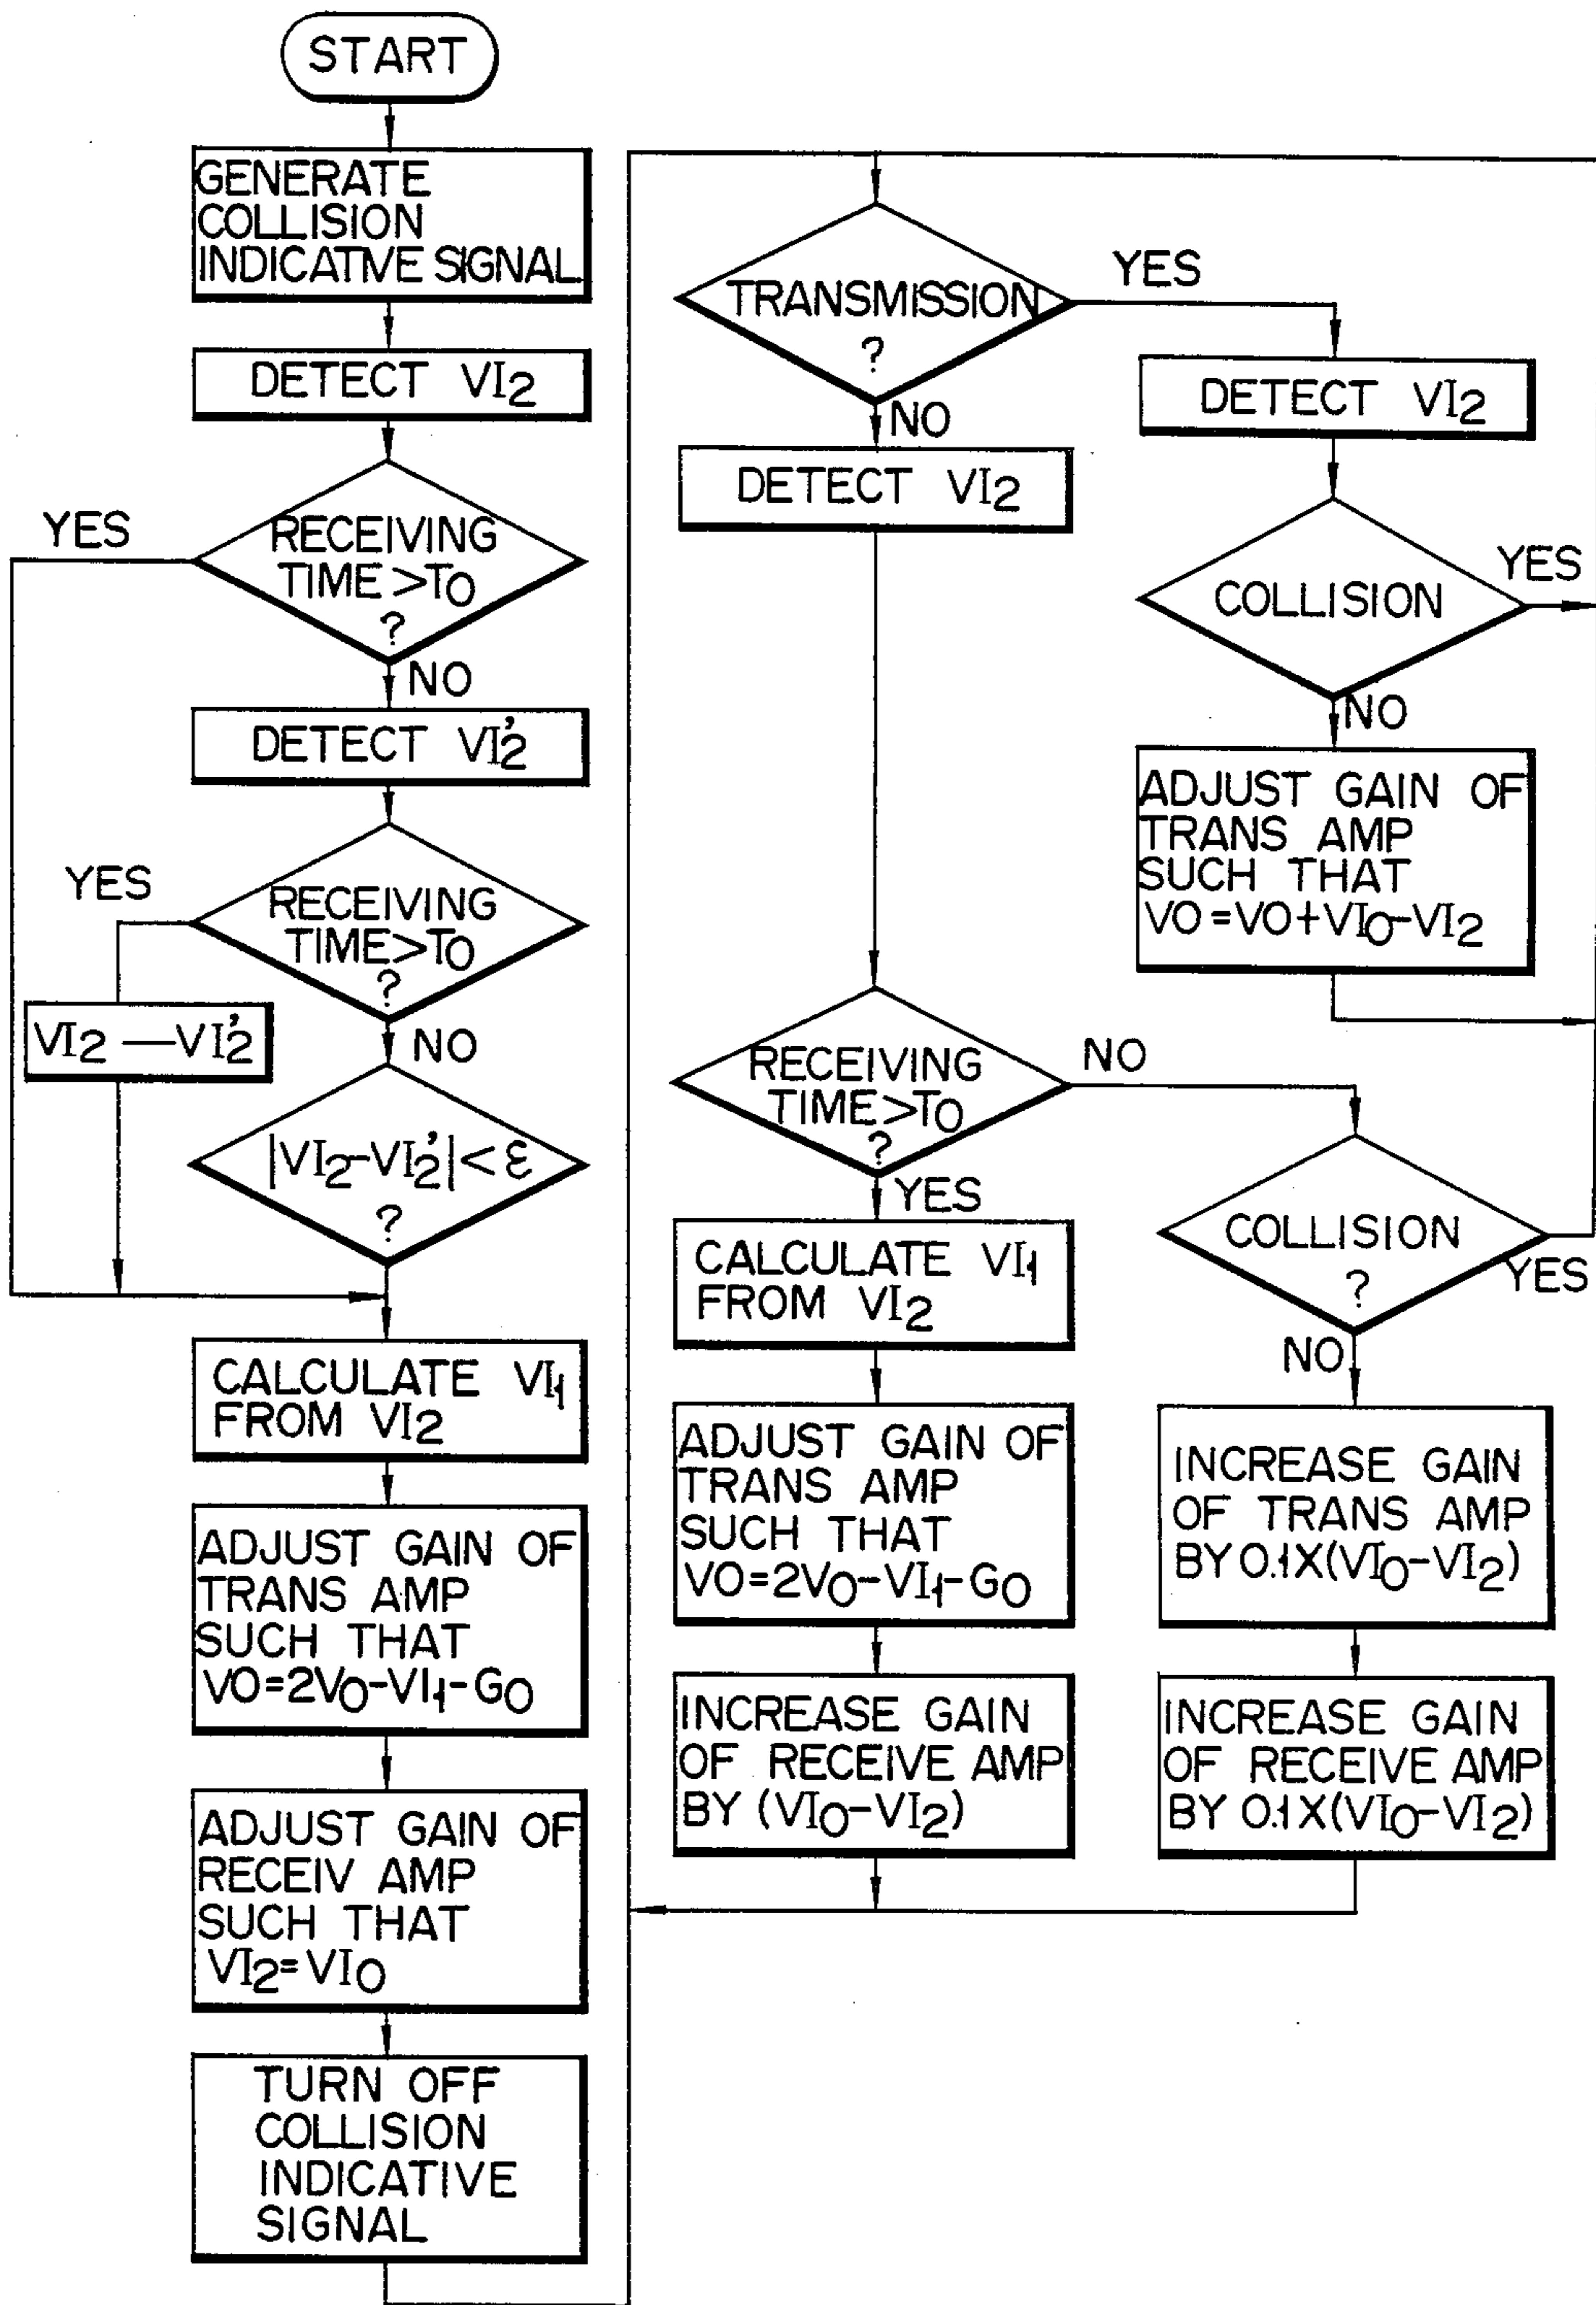 START
GENERATE
COLLISION
INDICATIVE SIGNAL
DETECT VI₂
YES
RECEIVING
TIME>T₀
?
NO
DETECT VI₂'
YES
RECEIVING
TIME>T₀
?
NO
VI₂ — VI₂'
|VI₂-VI₂'|<ε
?
CALCULATE VI₁
FROM VI₂
ADJUST GAIN OF
TRANS AMP
SUCH THAT
VO=2V₀-VI₁-G₀
ADJUST GAIN OF
RECEIV AMP
SUCH THAT
VI₂=VI₀
TURN OFF
COLLISION
INDICATIVE
SIGNAL
TRANSMISSION
?
YES
NO
DETECT VI₂
DETECT VI₂
COLLISION
YES
NO
ADJUST GAIN OF
TRANS AMP
SUCH THAT
VO=VO+VI₀-VI₂
RECEIVING
TIME>T₀
?
NO
YES
CALCULATE VI₁
FROM VI₂
ADJUST GAIN OF
TRANS AMP
SUCH THAT
VO=2V₀-VI₁-G₀
INCREASE GAIN
OF RECEIVE AMP
BY (VI₀-VI₂)
COLLISION
?
YES
NO
INCREASE GAIN
OF TRANS AMP
BY 0.1X(VI₀-VI₂)
INCREASE GAIN
OF RECEIVE AMP
BY 0.1X(VI₀-VI₂)